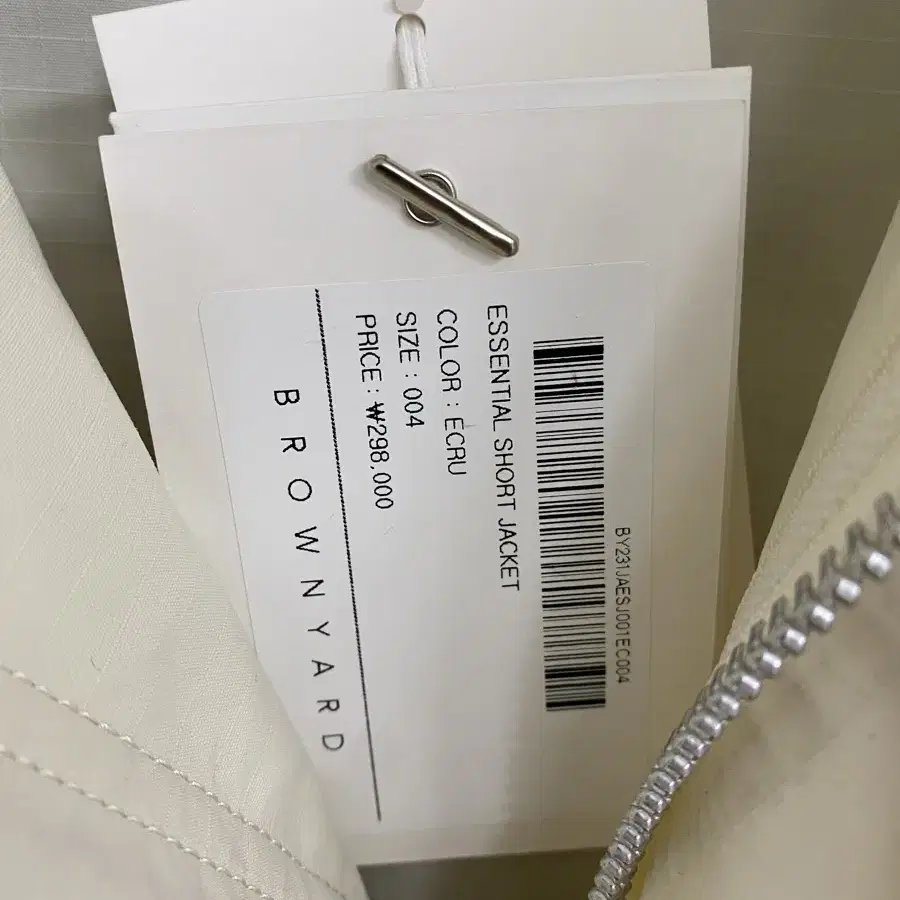 BY231JAESJ001EC004
ESSENTIAL SHORT JACKET
COLOR : ECRU
SIZE : 004
PRICE : ₩298,000
BROWNYARD